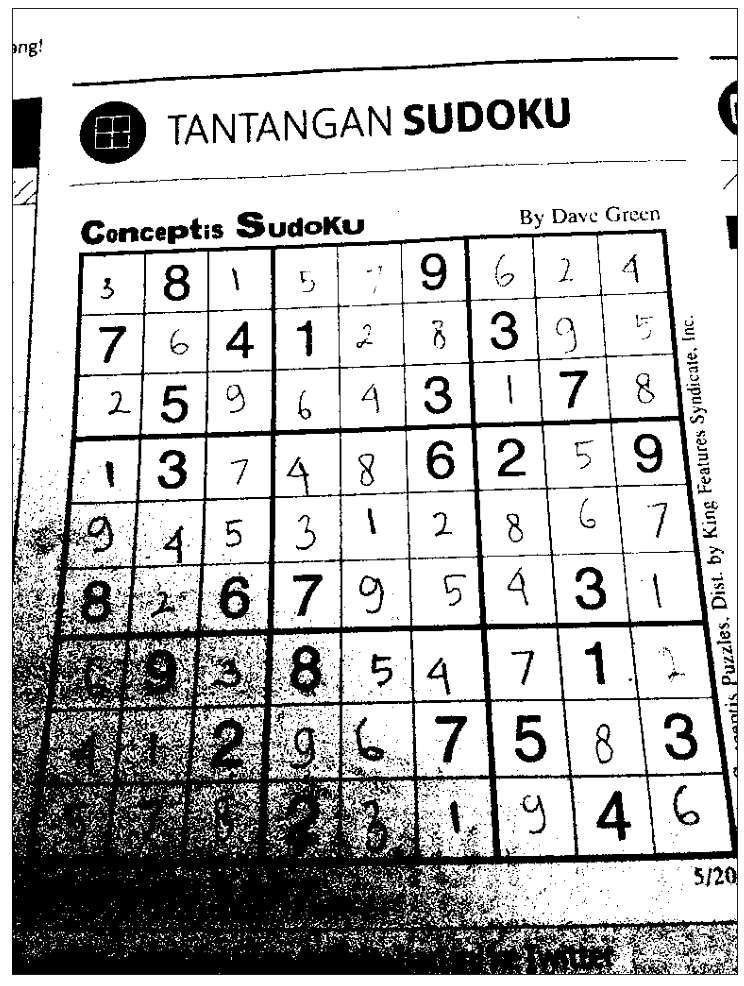 ang!
TANTANGAN SUDOKU
Conceptis SudoKu
By Dave Green
3 8 1 5 7 9 6 2 4
7 6 4 1 2 8 3 9 5
2 5 9 6 4 3 1 7 8
1 3 7 4 8 6 2 5 9
9 4 5 3 1 2 8 6 7
8 2 6 7 9 5 4 3 1
6 9 3 8 5 4 7 1 2
4 1 2 9 6 7 5 8 3
5 7 8 2 3 1 9 4 6
ceptis Puzzles. Dist. by King Features Syndicate, Inc.
5/20
Twitter